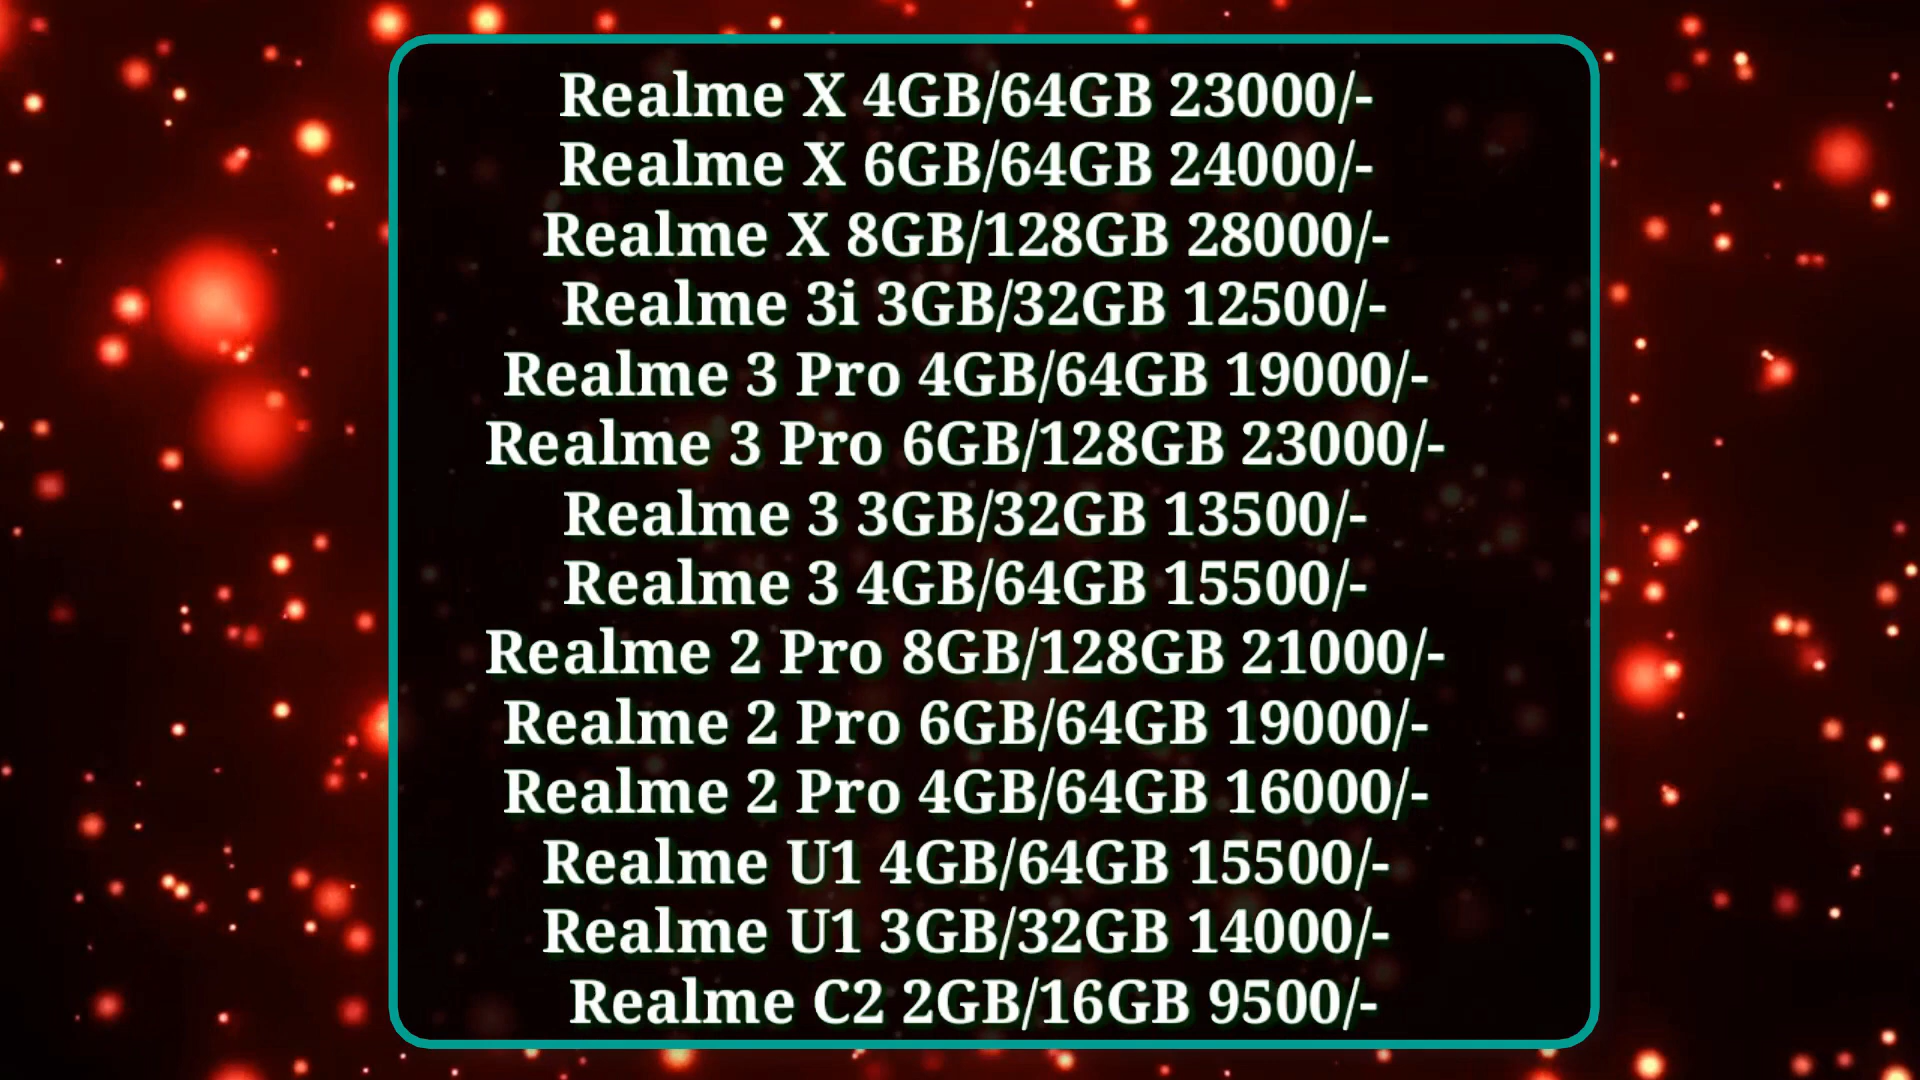 Realme X 4GB/64GB 23000/-
Realme X 6GB/64GB 24000/-
Realme X 8GB/128GB 28000/-
Realme 3i 3GB/32GB 12500/-
Realme 3 Pro 4GB/64GB 19000/-
Realme 3 Pro 6GB/128GB 23000/-
Realme 3 3GB/32GB 13500/-
Realme 3 4GB/64GB 15500/-
Realme 2 Pro 8GB/128GB 21000/-
Realme 2 Pro 6GB/64GB 19000/-
Realme 2 Pro 4GB/64GB 16000/-
Realme U1 4GB/64GB 15500/-
Realme U1 3GB/32GB 14000/-
Realme C2 2GB/16GB 9500/-